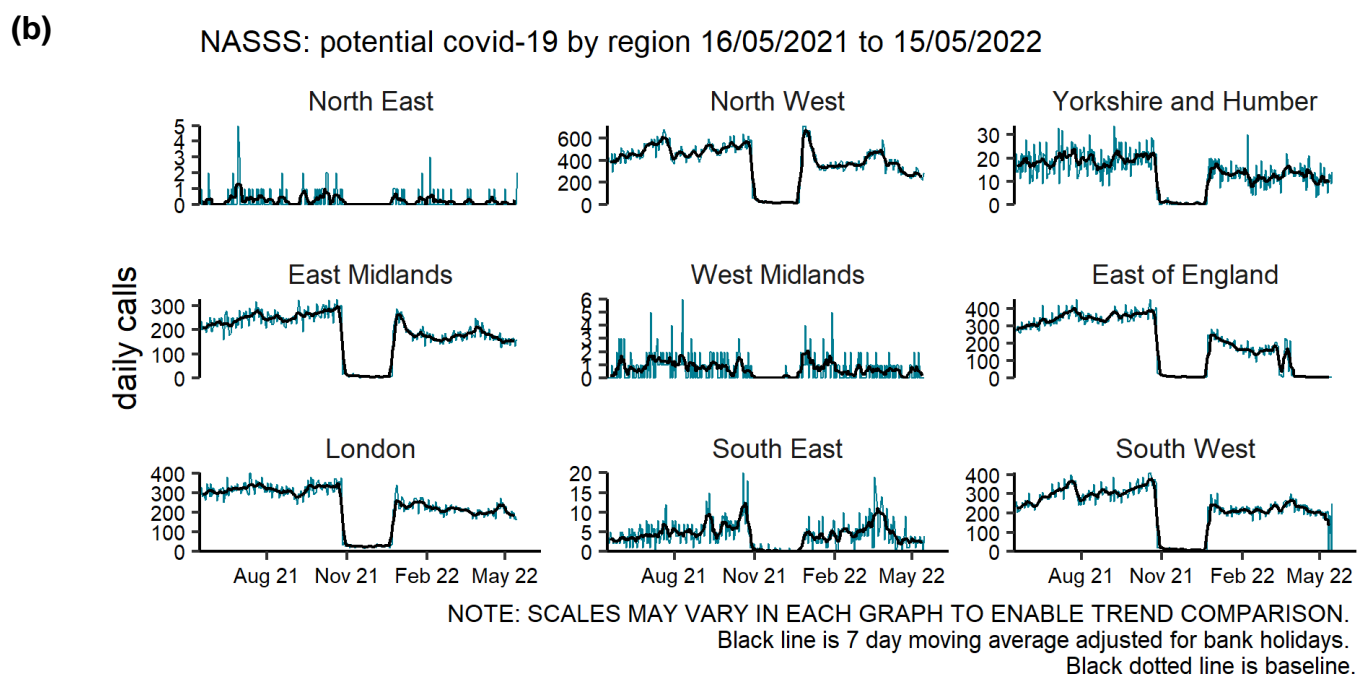 (b)
NASSS: potential covid-19 by region 16/05/2021 to 15/05/2022
North East
North West
Yorkshire and Humber
5
4
3
2
1
0
600
400
200
0
30
20
10
0
daily calls
East Midlands
West Midlands
East of England
300
200
100
0
6
5
4
3
2
1
0
400
300
200
100
0
London
South East
South West
400
300
200
100
0
20
15
10
5
0
400
300
200
100
0
Aug 21 Nov 21 Feb 22 May 22
Aug 21 Nov 21 Feb 22 May 22
Aug 21 Nov 21 Feb 22 May 22
NOTE: SCALES MAY VARY IN EACH GRAPH TO ENABLE TREND COMPARISON.
Black line is 7 day moving average adjusted for bank holidays.
Black dotted line is baseline.